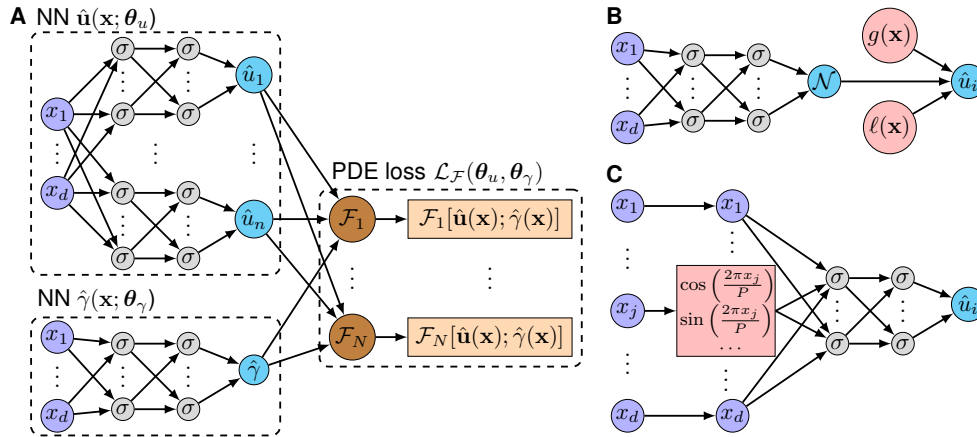 A
NN û(x; θ_u)
x_1
x_d
σ σ
⋮ ⋮
σ σ
⋮ ⋮
σ σ
⋮ ⋮
σ σ
û_1
⋮
û_n
NN γ̂(x; θ_γ)
x_1
⋮
x_d
σ σ
⋮ ⋮
σ σ
γ̂
PDE loss L_F(θ_u, θ_γ)
F_1
F_1[û(x); γ̂(x)]
⋮ ⋮
F_N
F_N[û(x); γ̂(x)]
B
x_1
⋮
x_d
σ σ
⋮ ⋮
σ σ
N
g(x)
ℓ(x)
û_i
C
x_1
x_1
⋮ ⋮
x_j
cos (2πx_j/P)
sin (2πx_j/P)
...
⋮ ⋮
x_d
x_d
σ σ
⋮ ⋮
σ σ
û_i